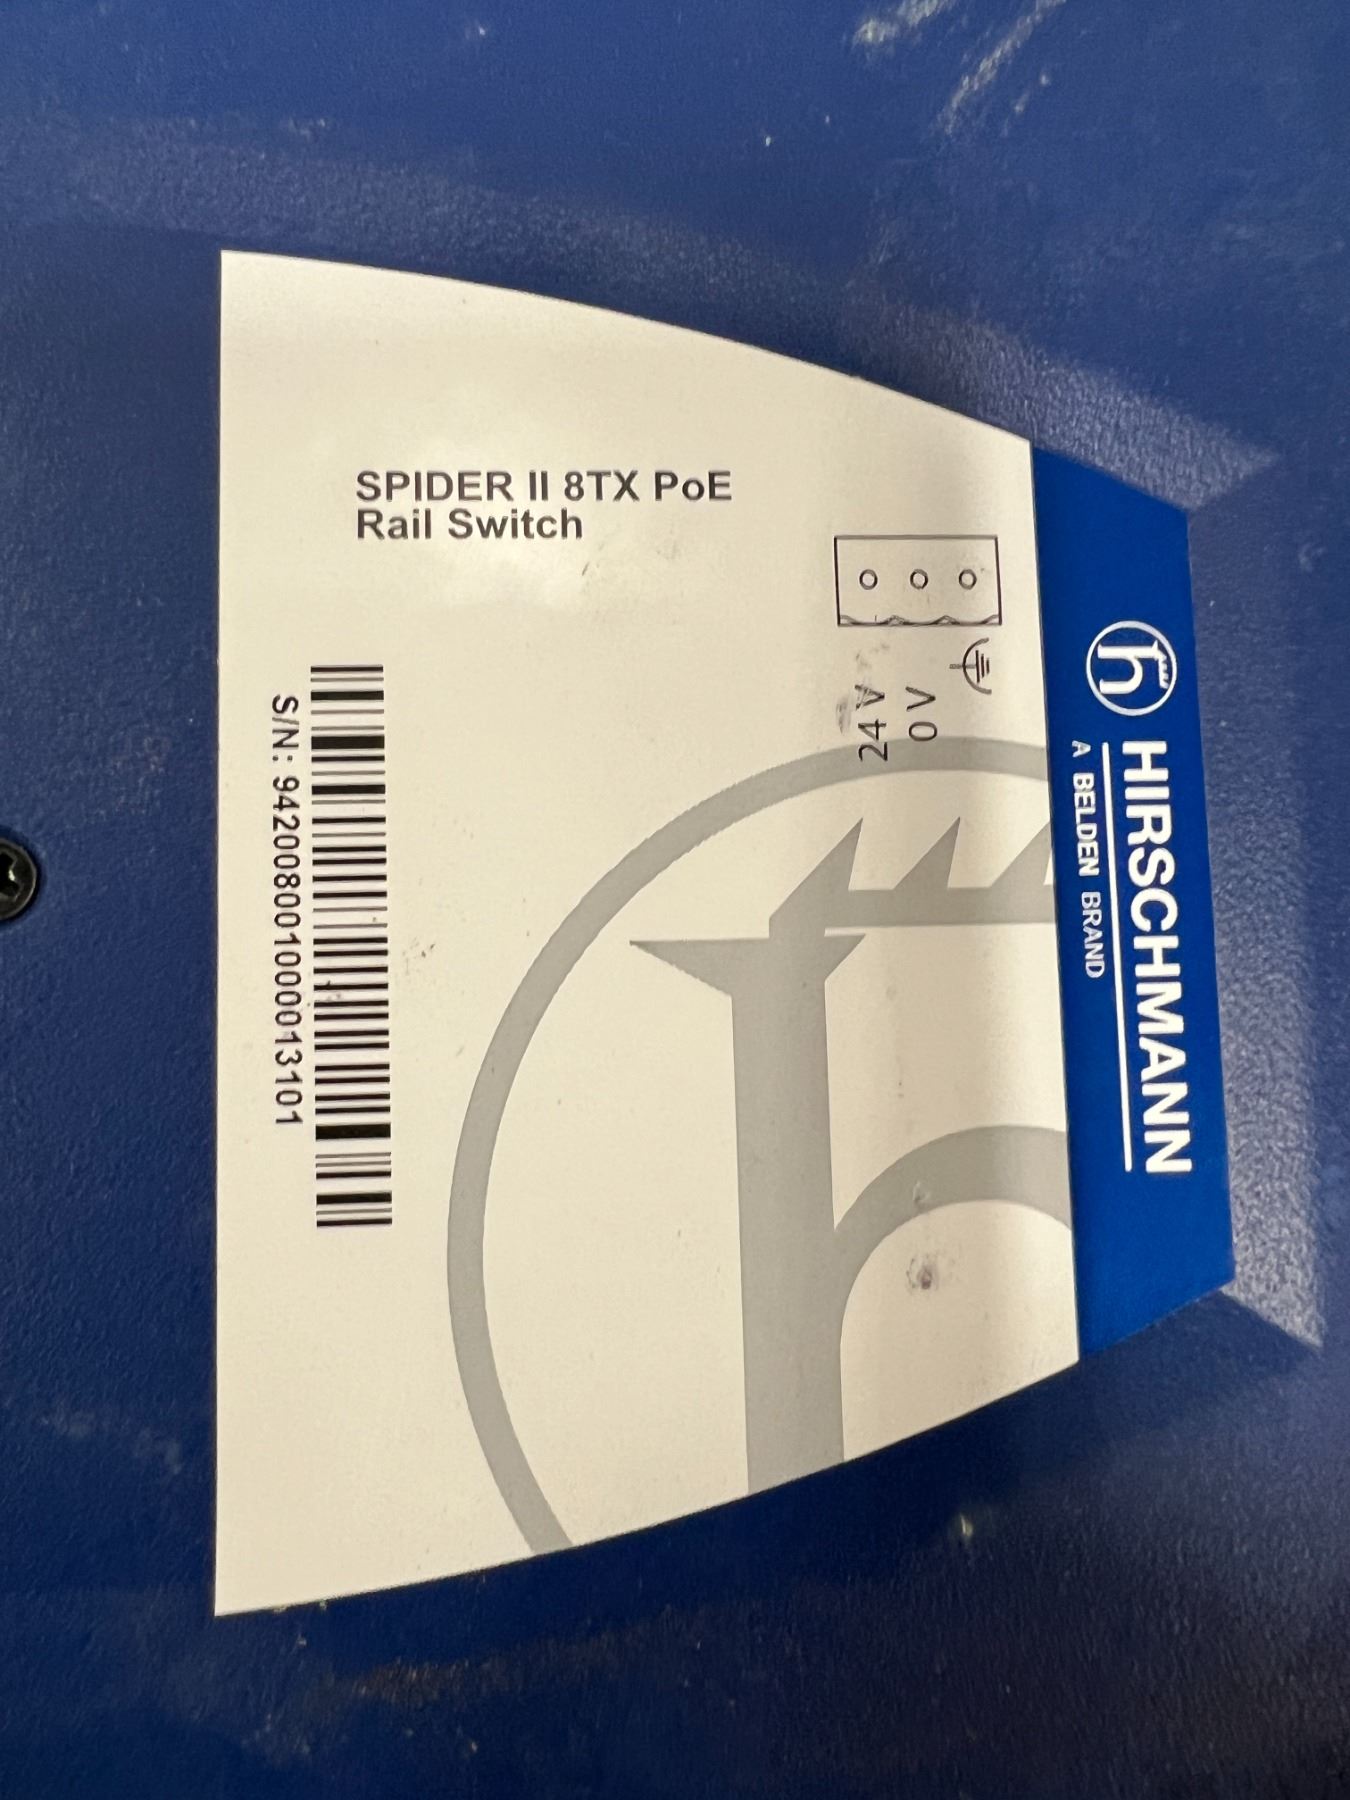 SPIDER II 8TX PoE
Rail Switch
24 V
0 V
S/N: 942008001000013101
HIRSCHMANN
A BELDEN BRAND